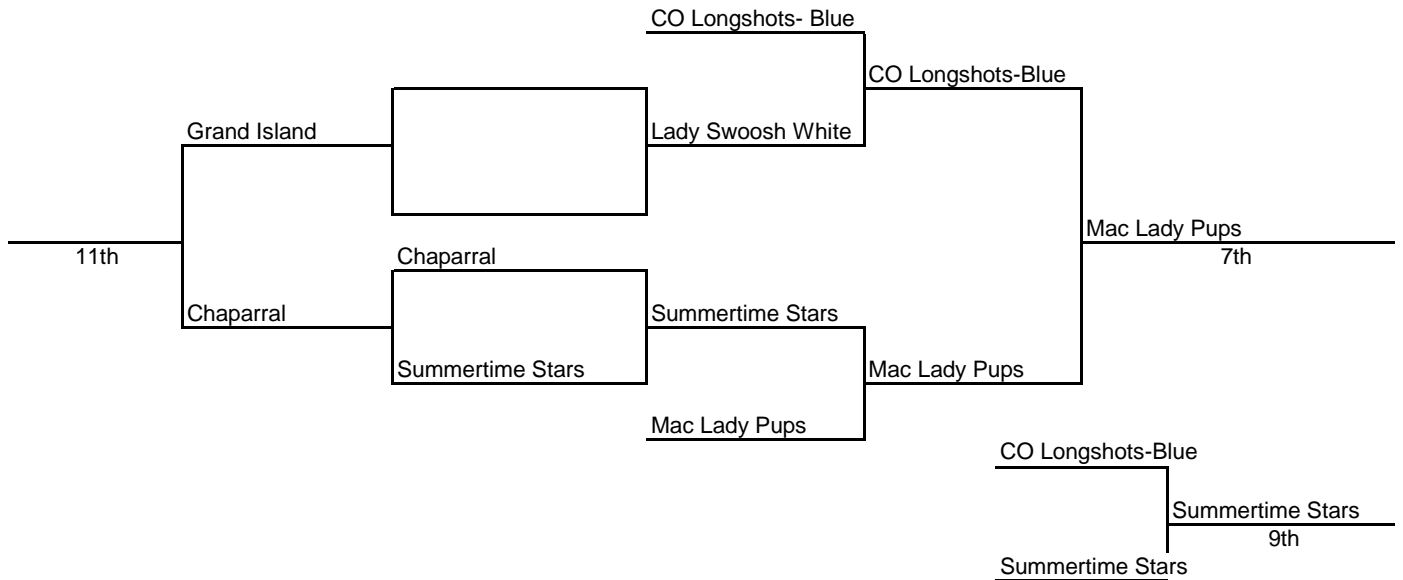 CO Longshots- Blue
CO Longshots-Blue
Grand Island
Lady Swoosh White
Mac Lady Pups
11th
7th
Chaparral
Chaparral
Summertime Stars
Summertime Stars
Mac Lady Pups
Mac Lady Pups
CO Longshots-Blue
Summertime Stars
9th
Summertime Stars